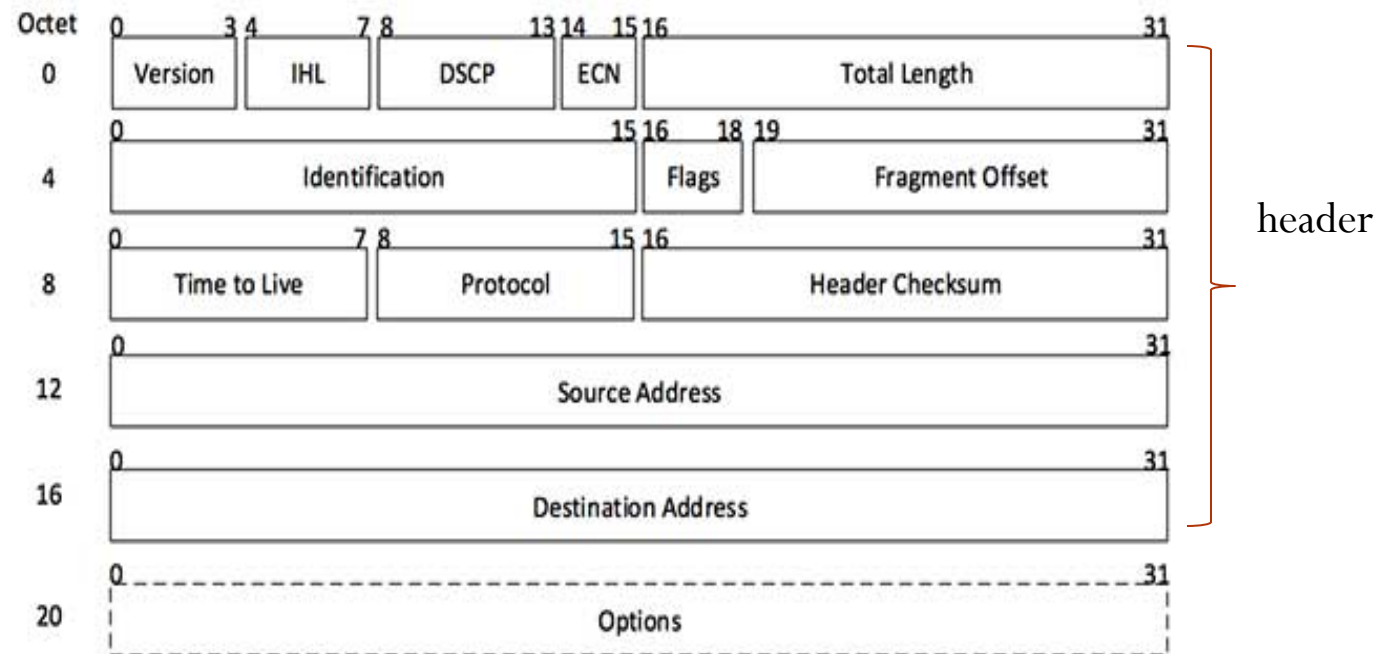 Octet 0 3 4 7 8 13 14 15 16 31
0 Version IHL DSCP ECN Total Length
0 15 16 18 19 31
4 Identification Flags Fragment Offset
header
0 7 8 15 16 31
8 Time to Live Protocol Header Checksum
0 31
12 Source Address
0 31
16 Destination Address
0 31
20 Options